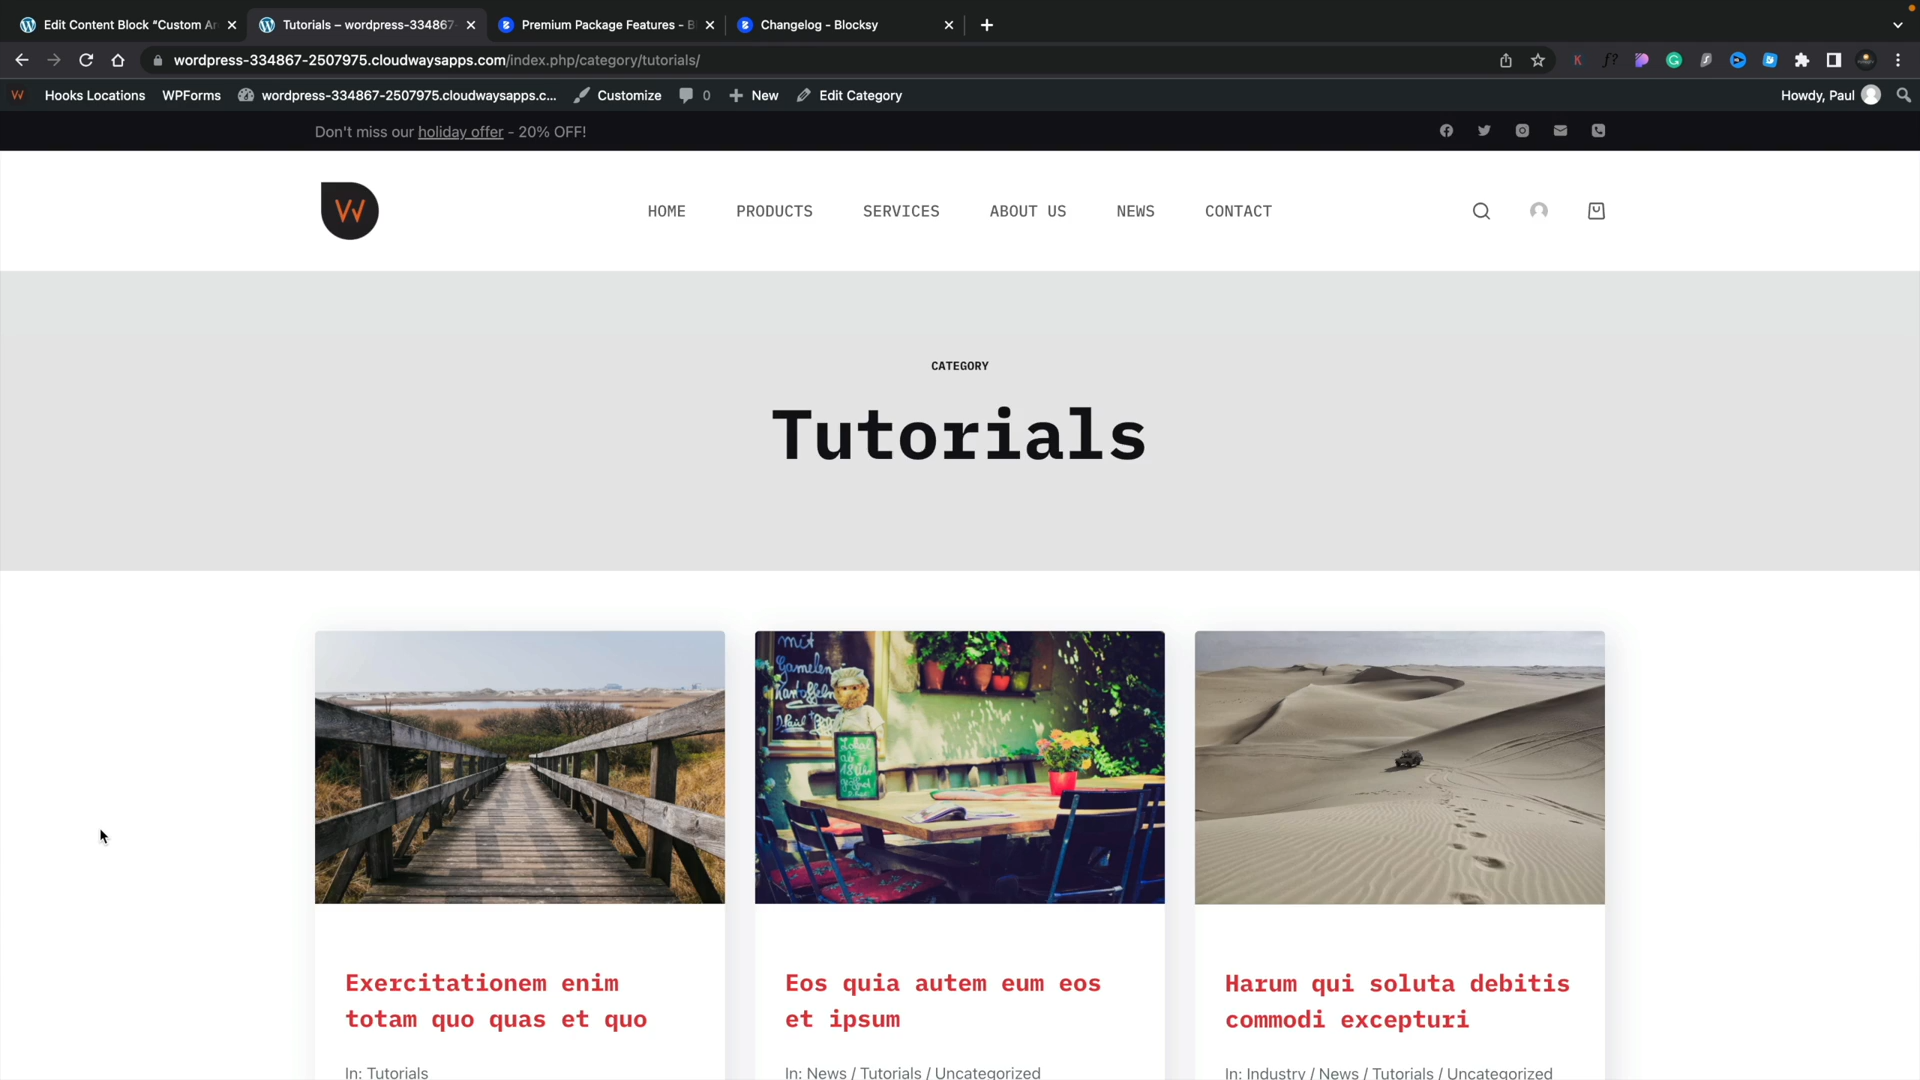 Edit Content Block "Custom Ar
Tutorials – wordpress-334867-
Premium Package Features - B
Changelog - Blocksy
wordpress-334867-2507975.cloudwaysapps.com/index.php/category/tutorials/
Hooks Locations
WPForms
wordpress-334867-2507975.cloudwaysapps.c...
Customize
0
New
Edit Category
Howdy, Paul
Don't miss our holiday offer - 20% OFF!
HOME
PRODUCTS
SERVICES
ABOUT US
NEWS
CONTACT
CATEGORY
Tutorials
mit
Gamelen
Kartoffeln
Exercitationem enim
totam quo quas et quo
In: Tutorials
Eos quia autem eum eos
et ipsum
In: News / Tutorials / Uncategorized
Harum qui soluta debitis
commodi excepturi
In: Industry / News / Tutorials / Uncategorized